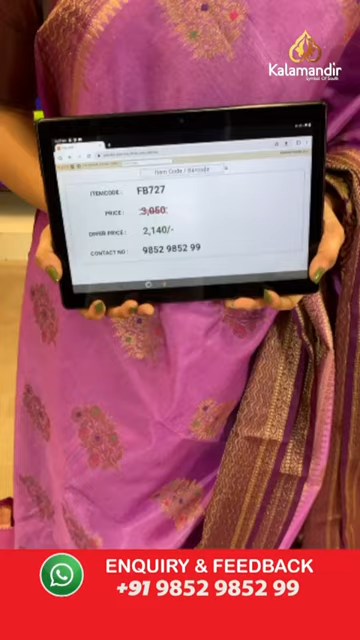 Kalamandir
Symbol Of South
Item Code / Barcode
ITEMCODE : FB727
PRICE : 3,050
OFFER PRICE : 2,140/-
CONTACT NO : 9852 9852 99
ENQUIRY & FEEDBACK
+91 9852 9852 99